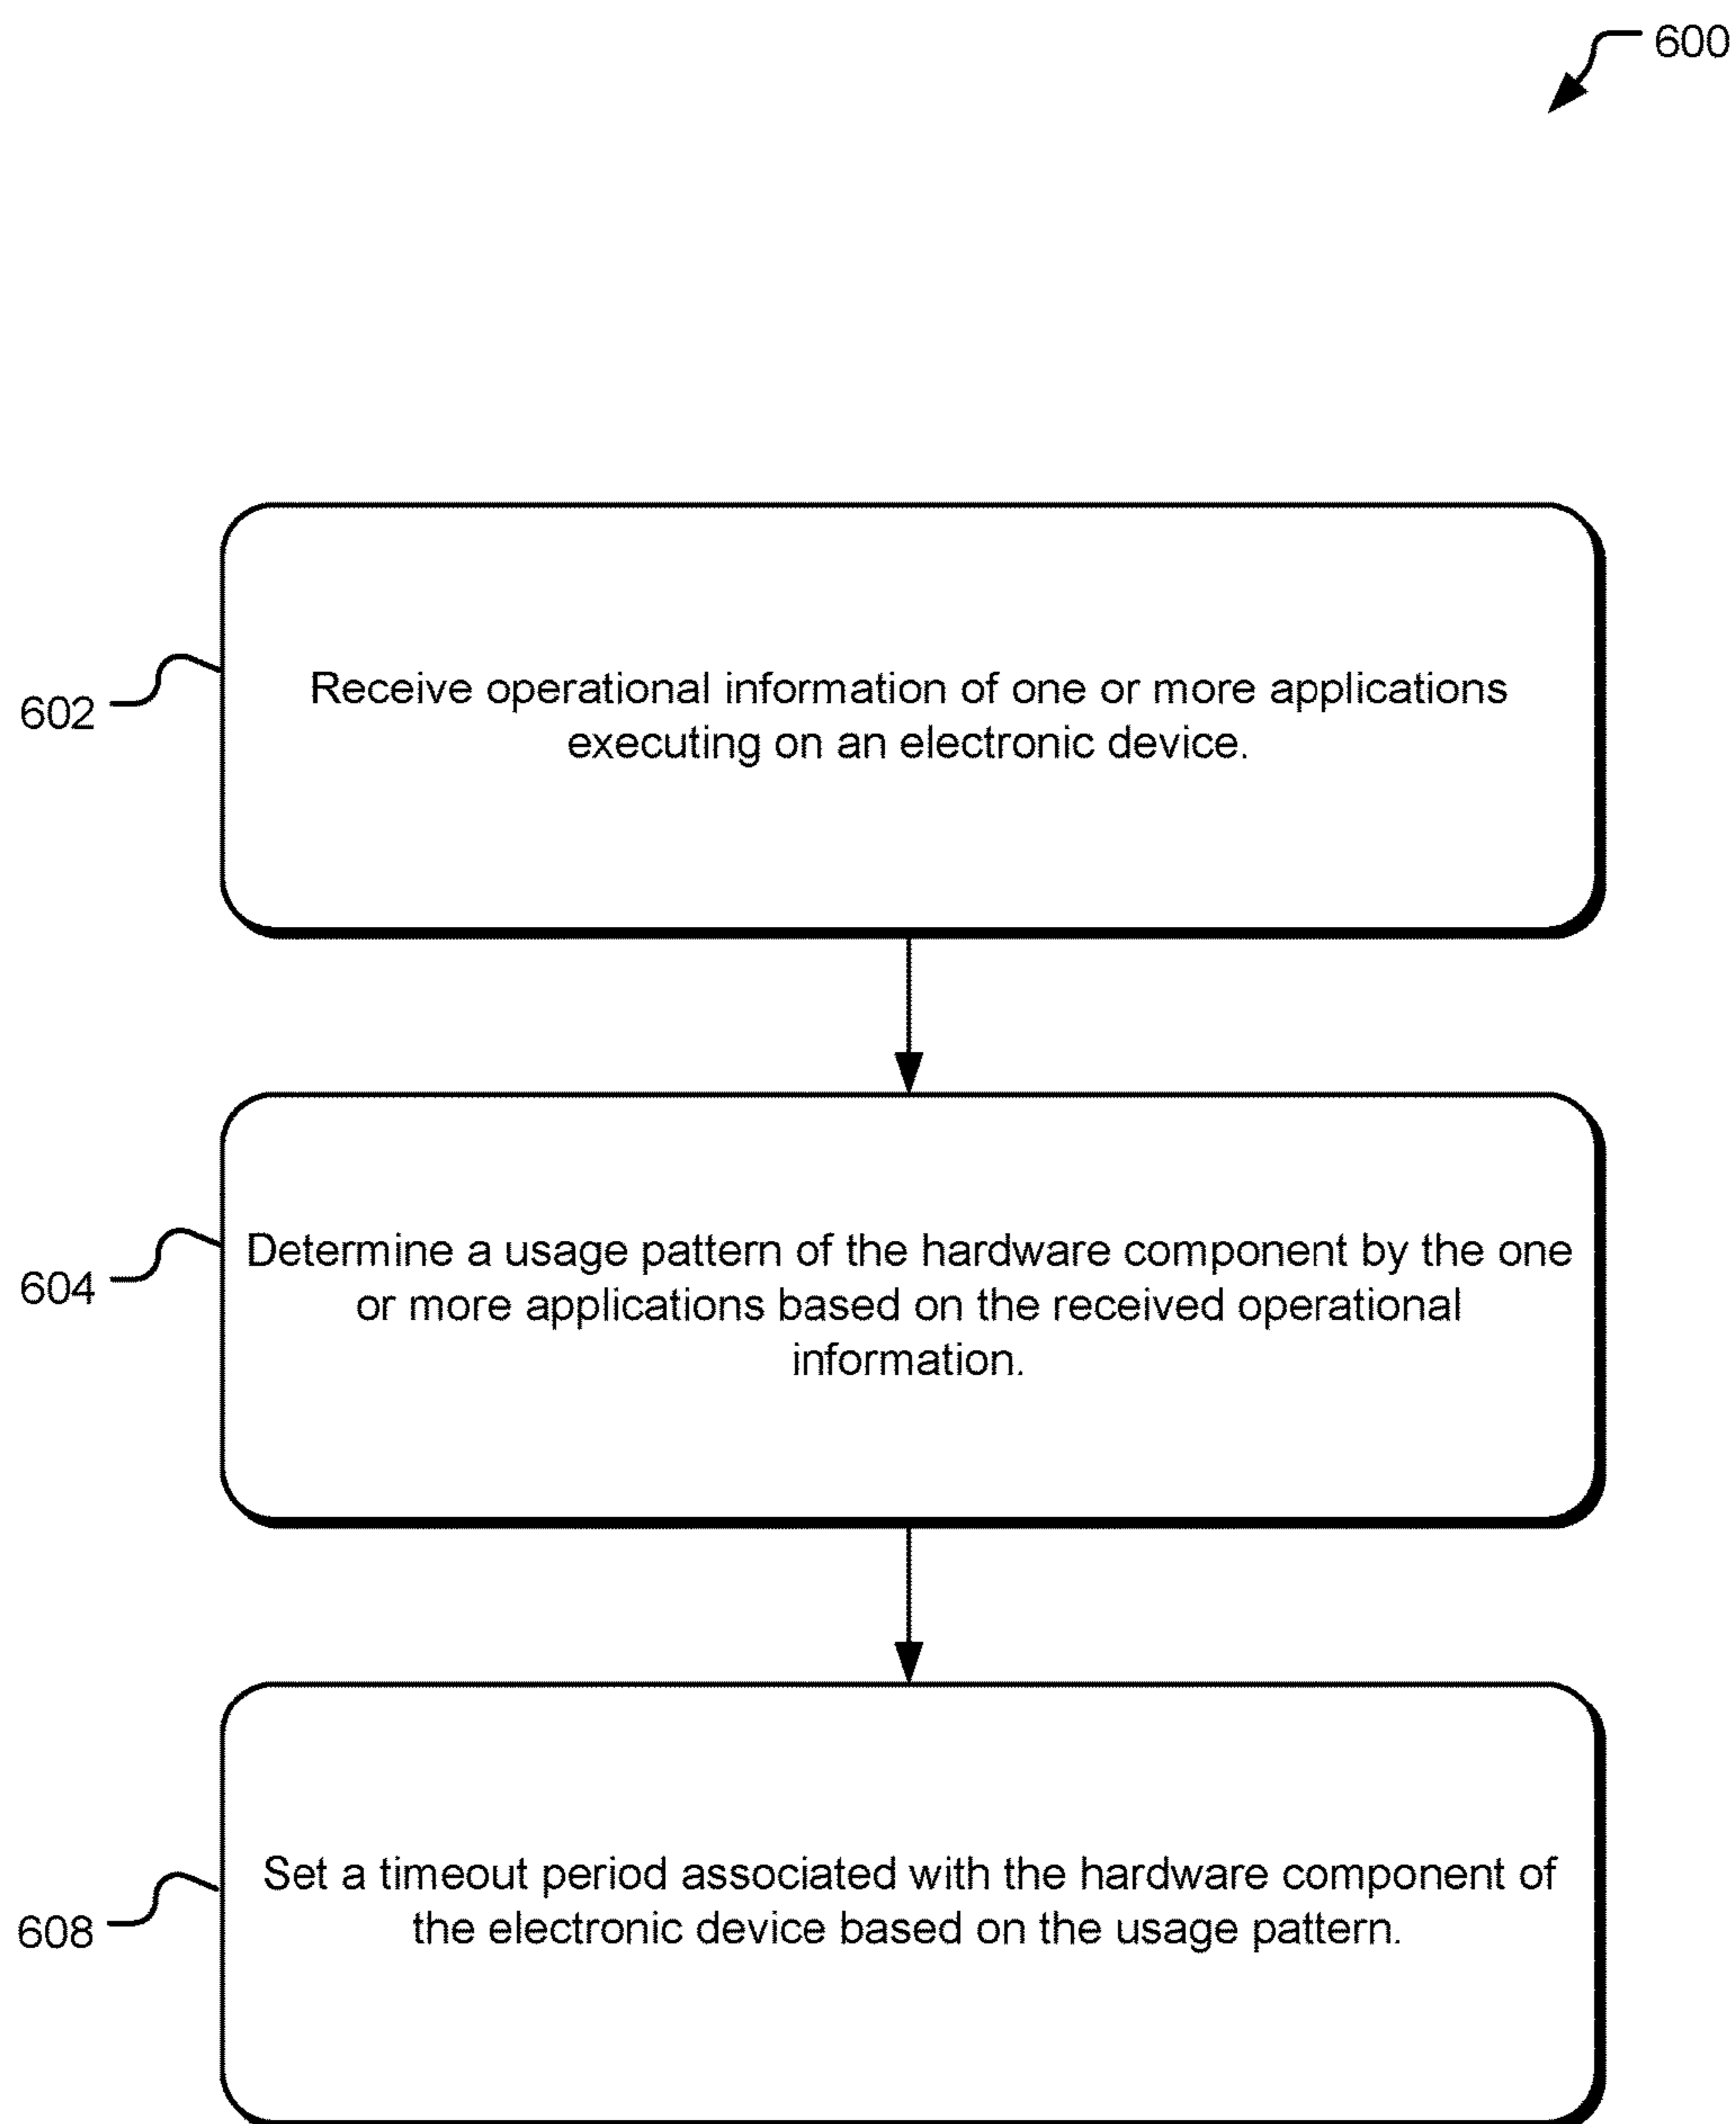 600
602
Receive operational information of one or more applications
executing on an electronic device.
604
Determine a usage pattern of the hardware component by the one
or more applications based on the received operational
information.
608
Set a timeout period associated with the hardware component of
the electronic device based on the usage pattern.